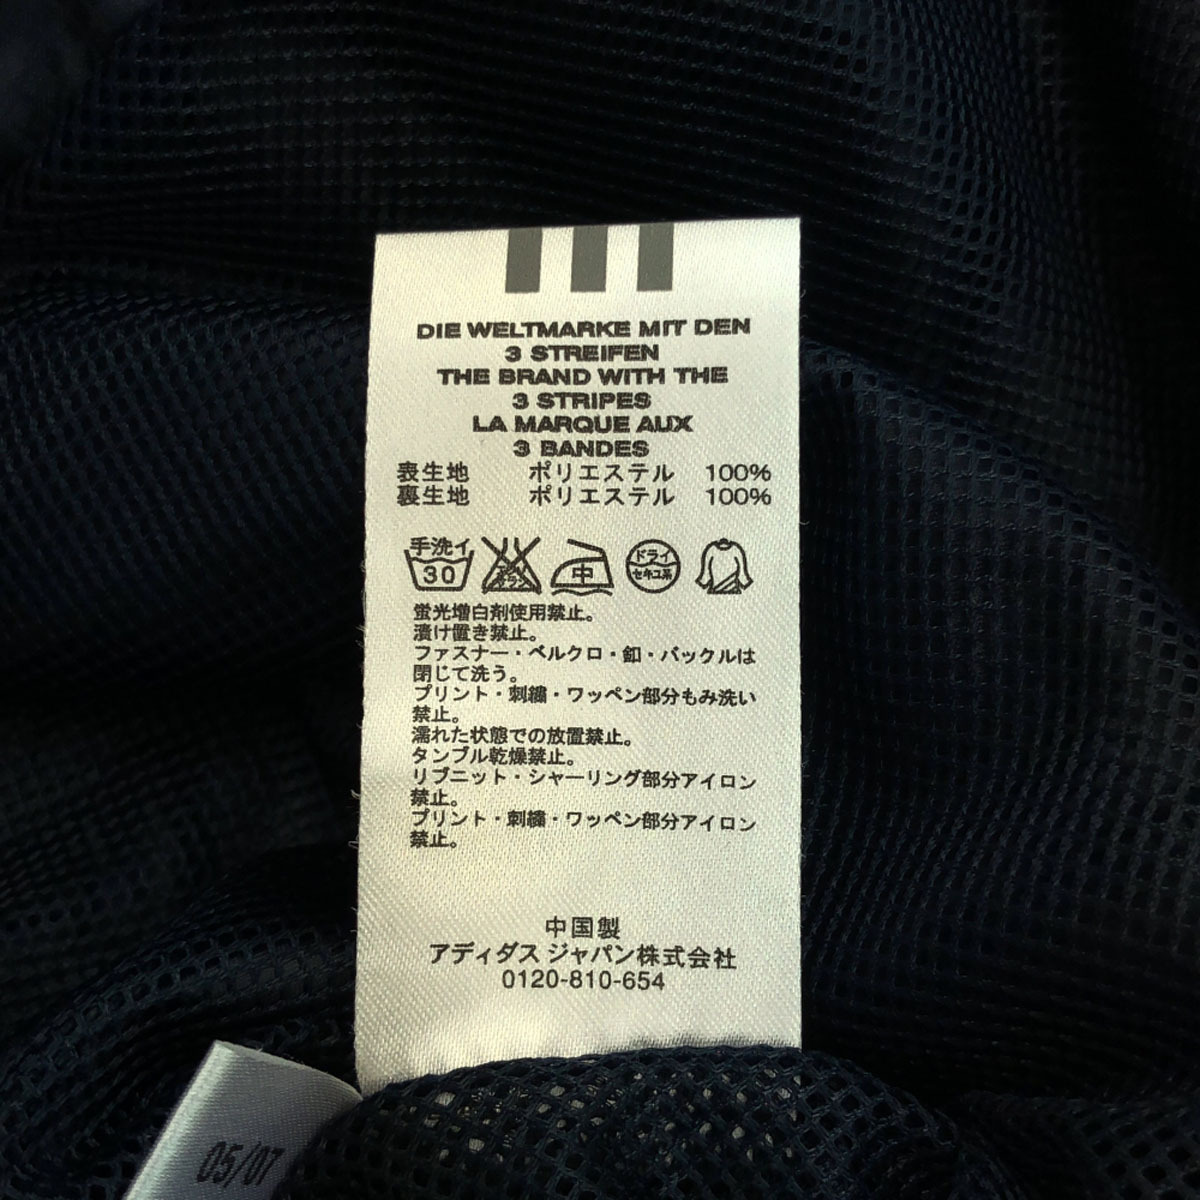 DIE WELTMARKE MIT DEN
3 STREIFEN
THE BRAND WITH THE
3 STRIPES
LA MARQUE AUX
3 BANDES
表生地 ポリエステル 100%
裏生地 ポリエステル 100%
手洗イ
30
中
ドライ
セキユ系
蛍光増白剤使用禁止。
漬け置き禁止。
ファスナー・ベルクロ・釦・バックルは
閉じて洗う。
プリント・刺繍・ワッペン部分もみ洗い
禁止。
濡れた状態での放置禁止。
タンブル乾燥禁止。
リブニット・シャーリング部分アイロン
禁止。
プリント・刺繍・ワッペン部分アイロン
禁止。
中国製
アディダス ジャパン株式会社
0120-810-654
05/07